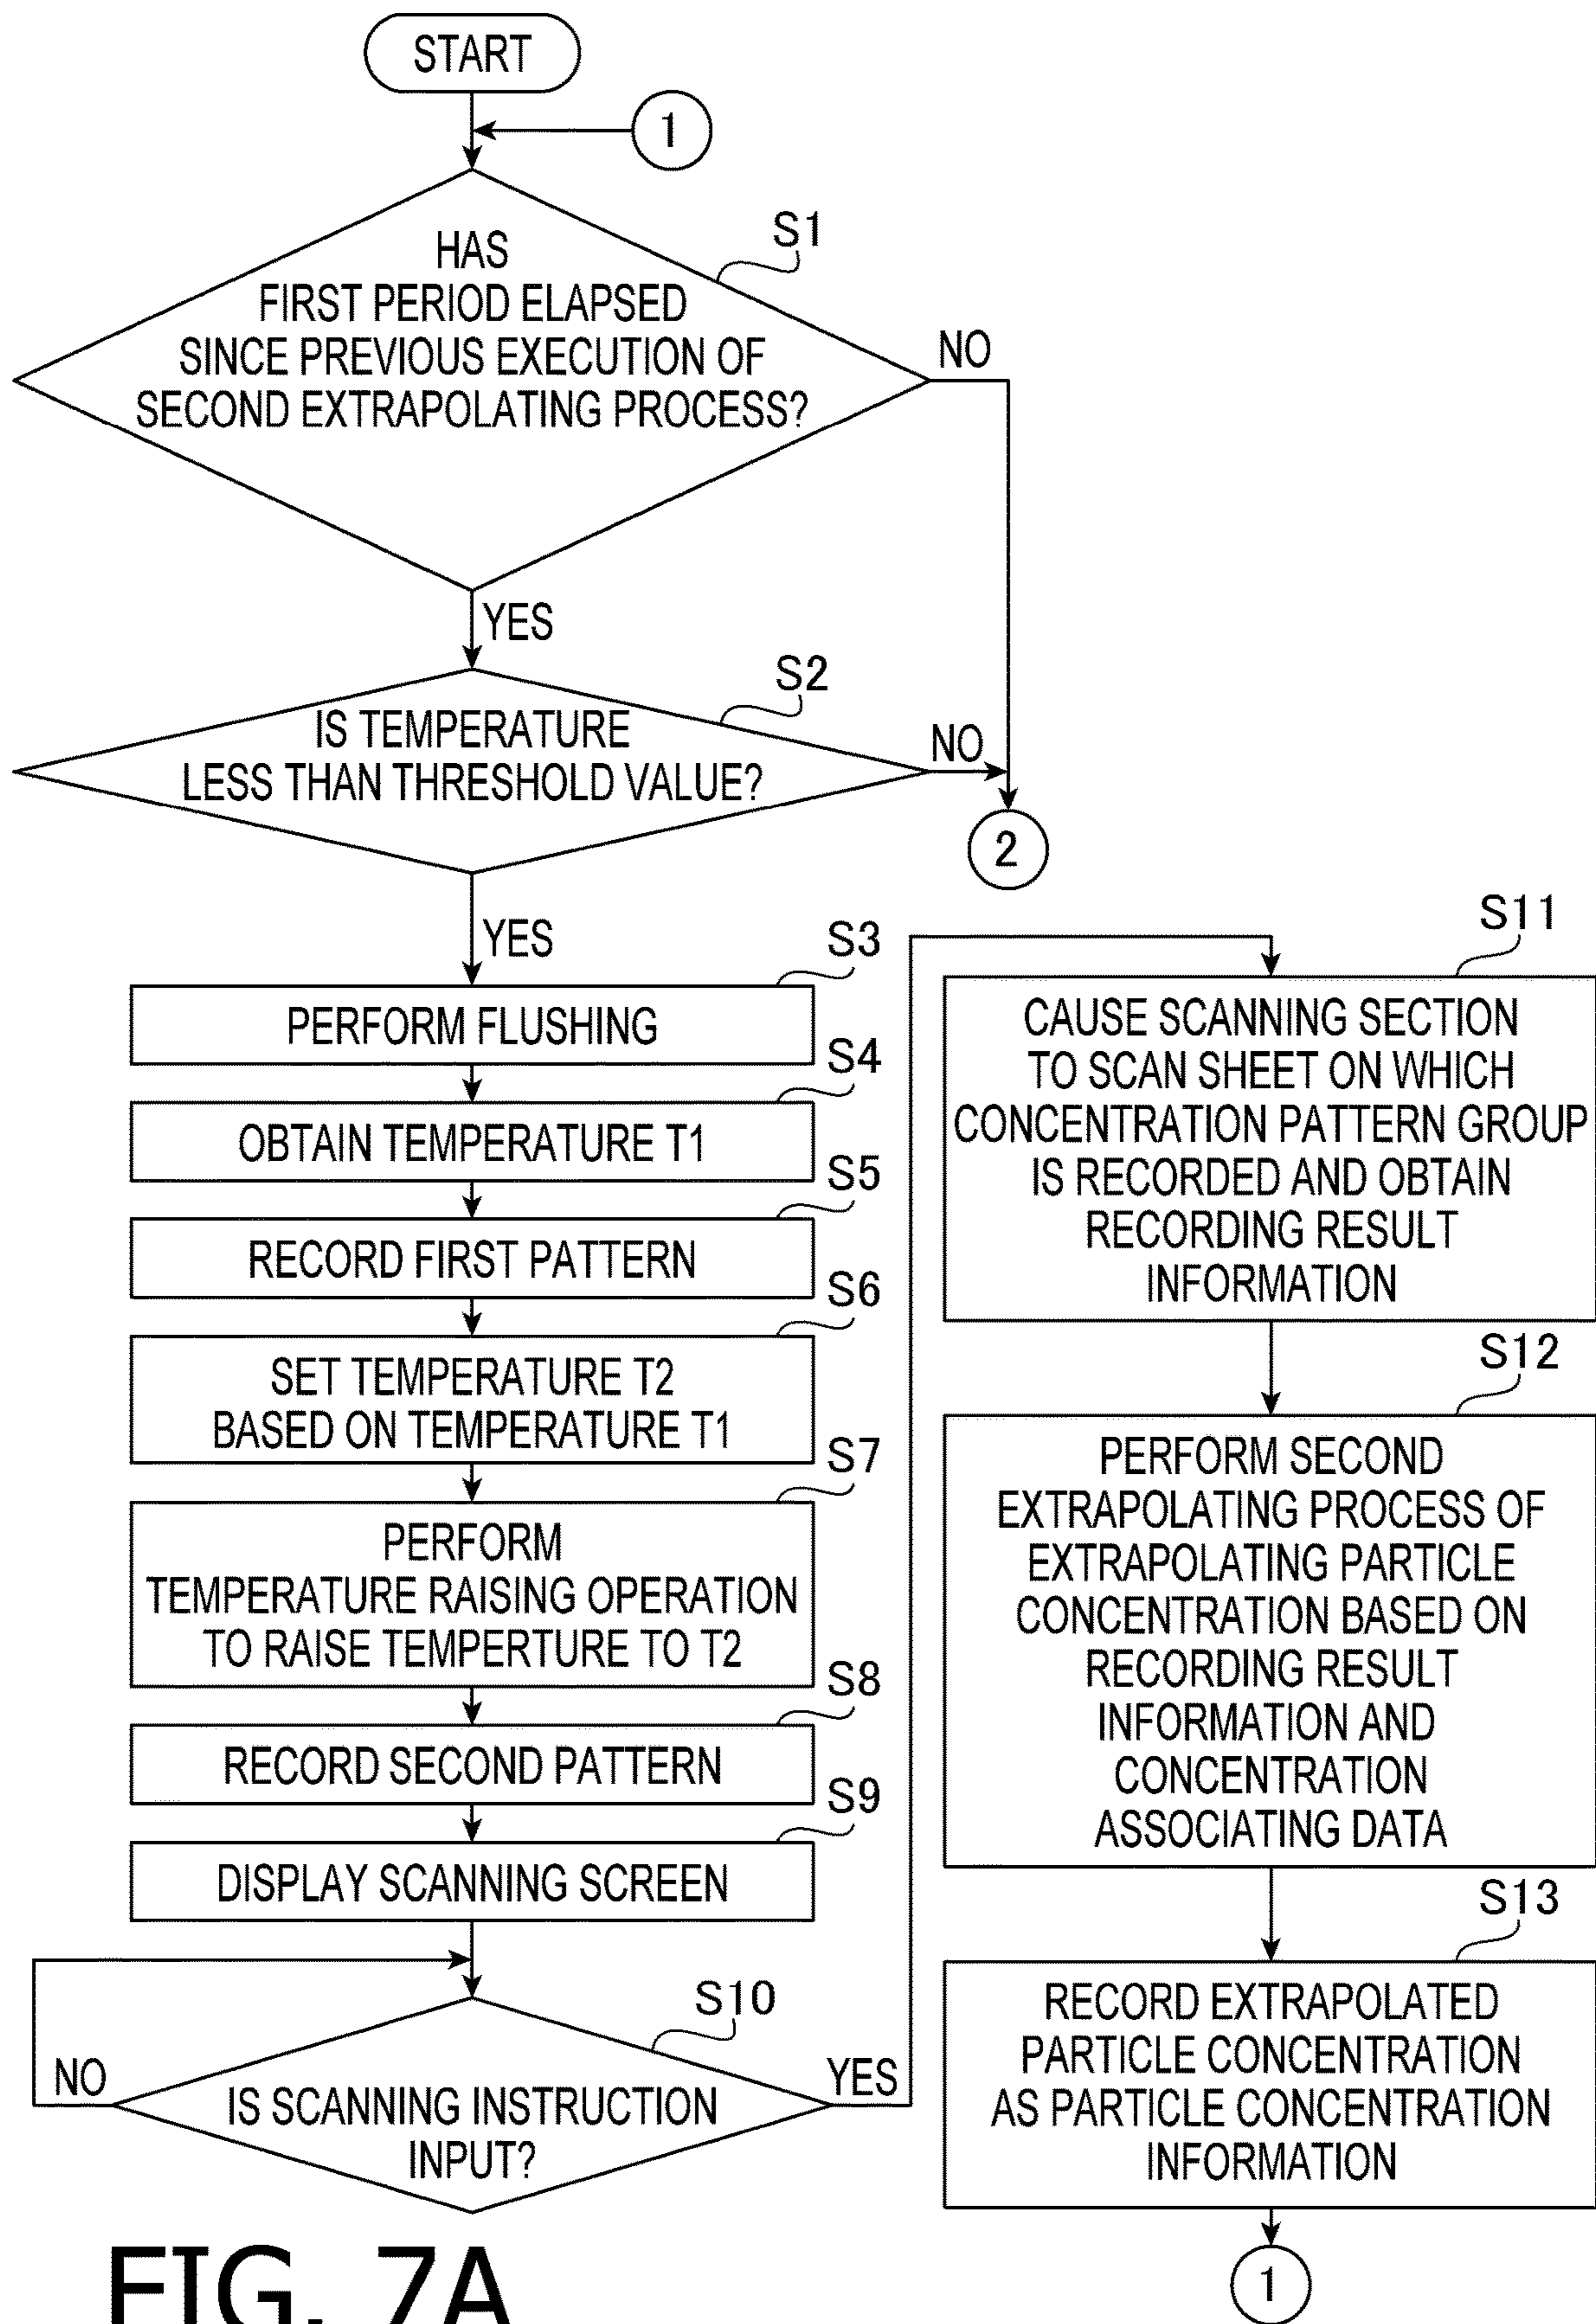 START
1
S1
HAS
FIRST PERIOD ELAPSED
SINCE PREVIOUS EXECUTION OF
SECOND EXTRAPOLATING PROCESS?
NO
YES
S2
IS TEMPERATURE
LESS THAN THRESHOLD VALUE?
NO
2
YES
S3
PERFORM FLUSHING
S4
OBTAIN TEMPERATURE T1
S5
RECORD FIRST PATTERN
S6
SET TEMPERATURE T2
BASED ON TEMPERATURE T1
S7
PERFORM
TEMPERATURE RAISING OPERATION
TO RAISE TEMPERTURE TO T2
S8
RECORD SECOND PATTERN
S9
DISPLAY SCANNING SCREEN
S10
IS SCANNING INSTRUCTION
INPUT?
NO
YES
S11
CAUSE SCANNING SECTION
TO SCAN SHEET ON WHICH
CONCENTRATION PATTERN GROUP
IS RECORDED AND OBTAIN
RECORDING RESULT
INFORMATION
S12
PERFORM SECOND
EXTRAPOLATING PROCESS OF
EXTRAPOLATING PARTICLE
CONCENTRATION BASED ON
RECORDING RESULT
INFORMATION AND
CONCENTRATION
ASSOCIATING DATA
S13
RECORD EXTRAPOLATED
PARTICLE CONCENTRATION
AS PARTICLE CONCENTRATION
INFORMATION
1
FIG. 7A